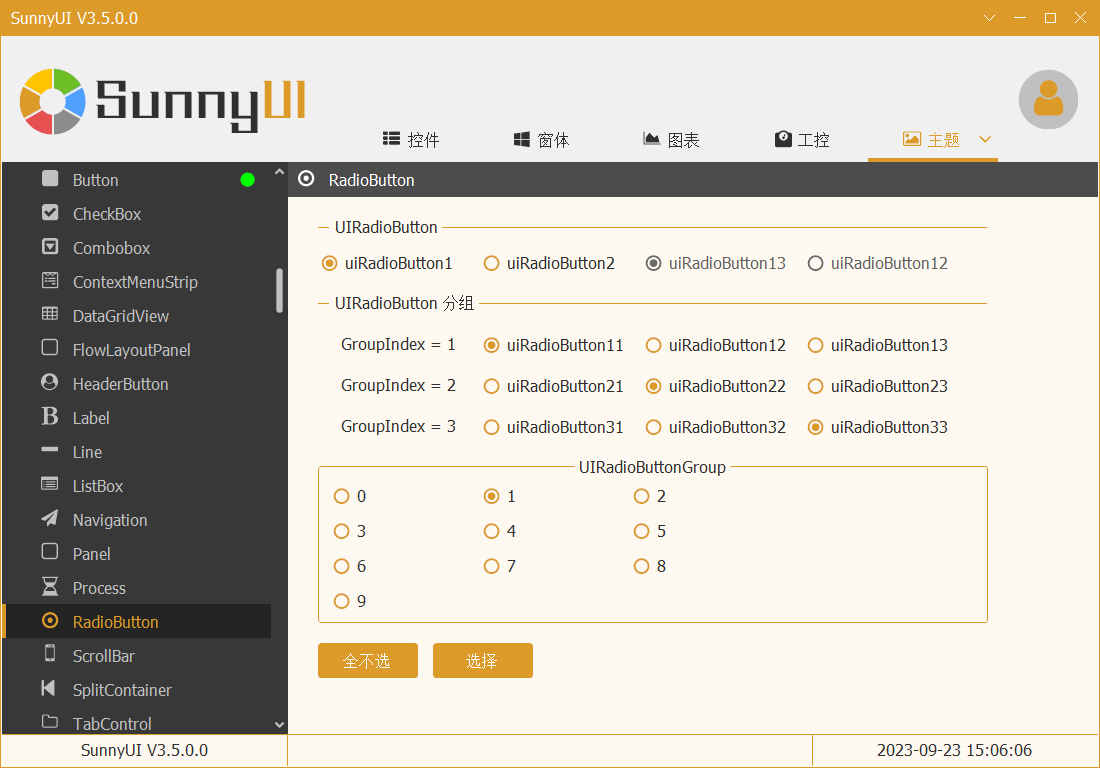 SunnyUI V3.5.0.0
SunnyUI
控件 窗体 图表 工控 主题
Button
CheckBox
Combobox
ContextMenuStrip
DataGridView
FlowLayoutPanel
HeaderButton
Label
Line
ListBox
Navigation
Panel
Process
RadioButton
ScrollBar
SplitContainer
TabControl
RadioButton
UIRadioButton
uiRadioButton1 uiRadioButton2 uiRadioButton13 uiRadioButton12
UIRadioButton 分组
GroupIndex = 1 uiRadioButton11 uiRadioButton12 uiRadioButton13
GroupIndex = 2 uiRadioButton21 uiRadioButton22 uiRadioButton23
GroupIndex = 3 uiRadioButton31 uiRadioButton32 uiRadioButton33
UIRadioButtonGroup
0 1 2
3 4 5
6 7 8
9
全不选 选择
SunnyUI V3.5.0.0 2023-09-23 15:06:06